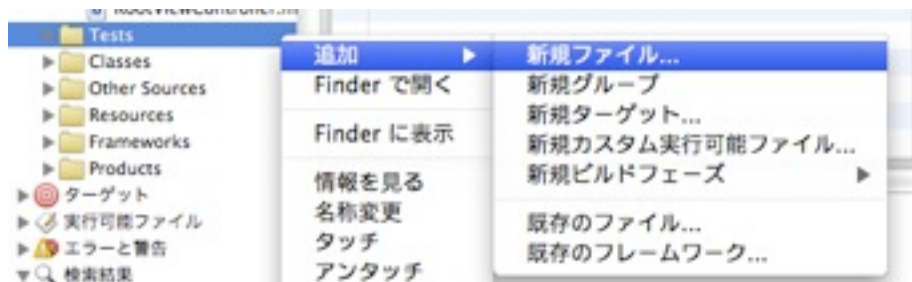 Tests
Classes
Other Sources
Resources
Frameworks
Products
ターゲット
実行可能ファイル
エラーと警告
検索結果
追加
Finder で開く
Finder に表示
情報を見る
名称変更
タッチ
アンタッチ
新規ファイル...
新規グループ
新規ターゲット...
新規カスタム実行可能ファイル...
新規ビルドフェーズ
既存のファイル...
既存のフレームワーク...